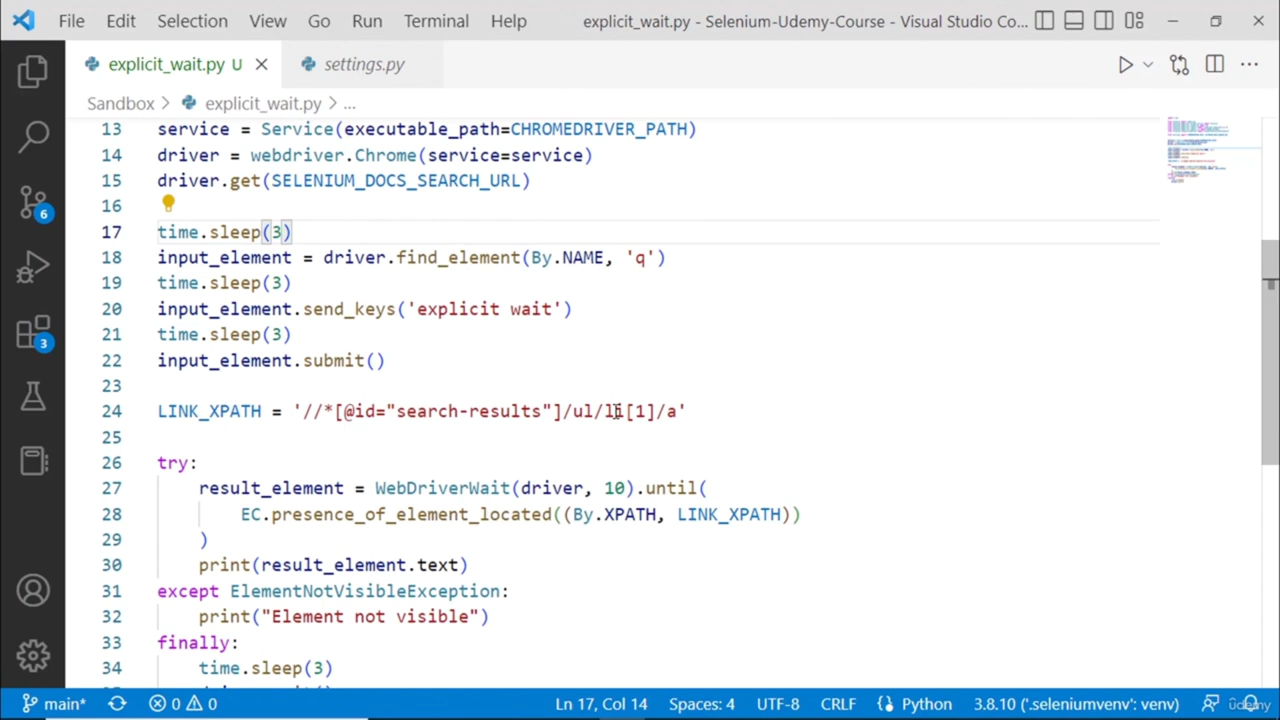 File Edit Selection View Go Run Terminal Help explicit_wait.py - Selenium-Udemy-Course - Visual Studio Co...
explicit_wait.py U settings.py
Sandbox > explicit_wait.py > ...
13 service = Service(executable_path=CHROMEDRIVER_PATH)
14 driver = webdriver.Chrome(service=service)
15 driver.get(SELENIUM_DOCS_SEARCH_URL)
16
17 time.sleep(3)
18 input_element = driver.find_element(By.NAME, 'q')
19 time.sleep(3)
20 input_element.send_keys('explicit wait')
21 time.sleep(3)
22 input_element.submit()
23
24 LINK_XPATH = '//*[@id="search-results"]/ul/li[1]/a'
25
26 try:
27 result_element = WebDriverWait(driver, 10).until(
28 EC.presence_of_element_located((By.XPATH, LINK_XPATH))
29 )
30 print(result_element.text)
31 except ElementNotVisibleException:
32 print("Element not visible")
33 finally:
34 time.sleep(3)
6
3
main* 0 0 Ln 17, Col 14 Spaces: 4 UTF-8 CRLF Python 3.8.10 ('.seleniumvenv': venv)
ûdemy